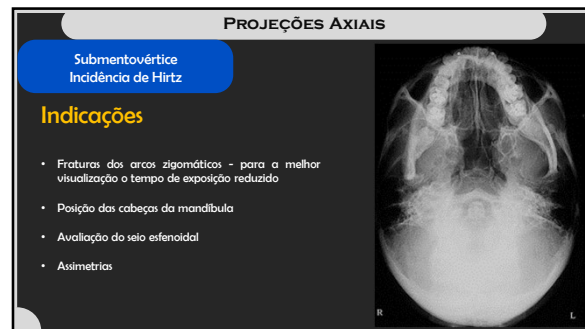 Projeções Axiais
Submentovértice
Incidência de Hirtz
Indicações
• Fraturas dos arcos zigomáticos - para a melhor
visualização o tempo de exposição reduzido
• Posição das cabeças da mandíbula
• Avaliação do seio esfenoidal
• Assimetrias
R
L